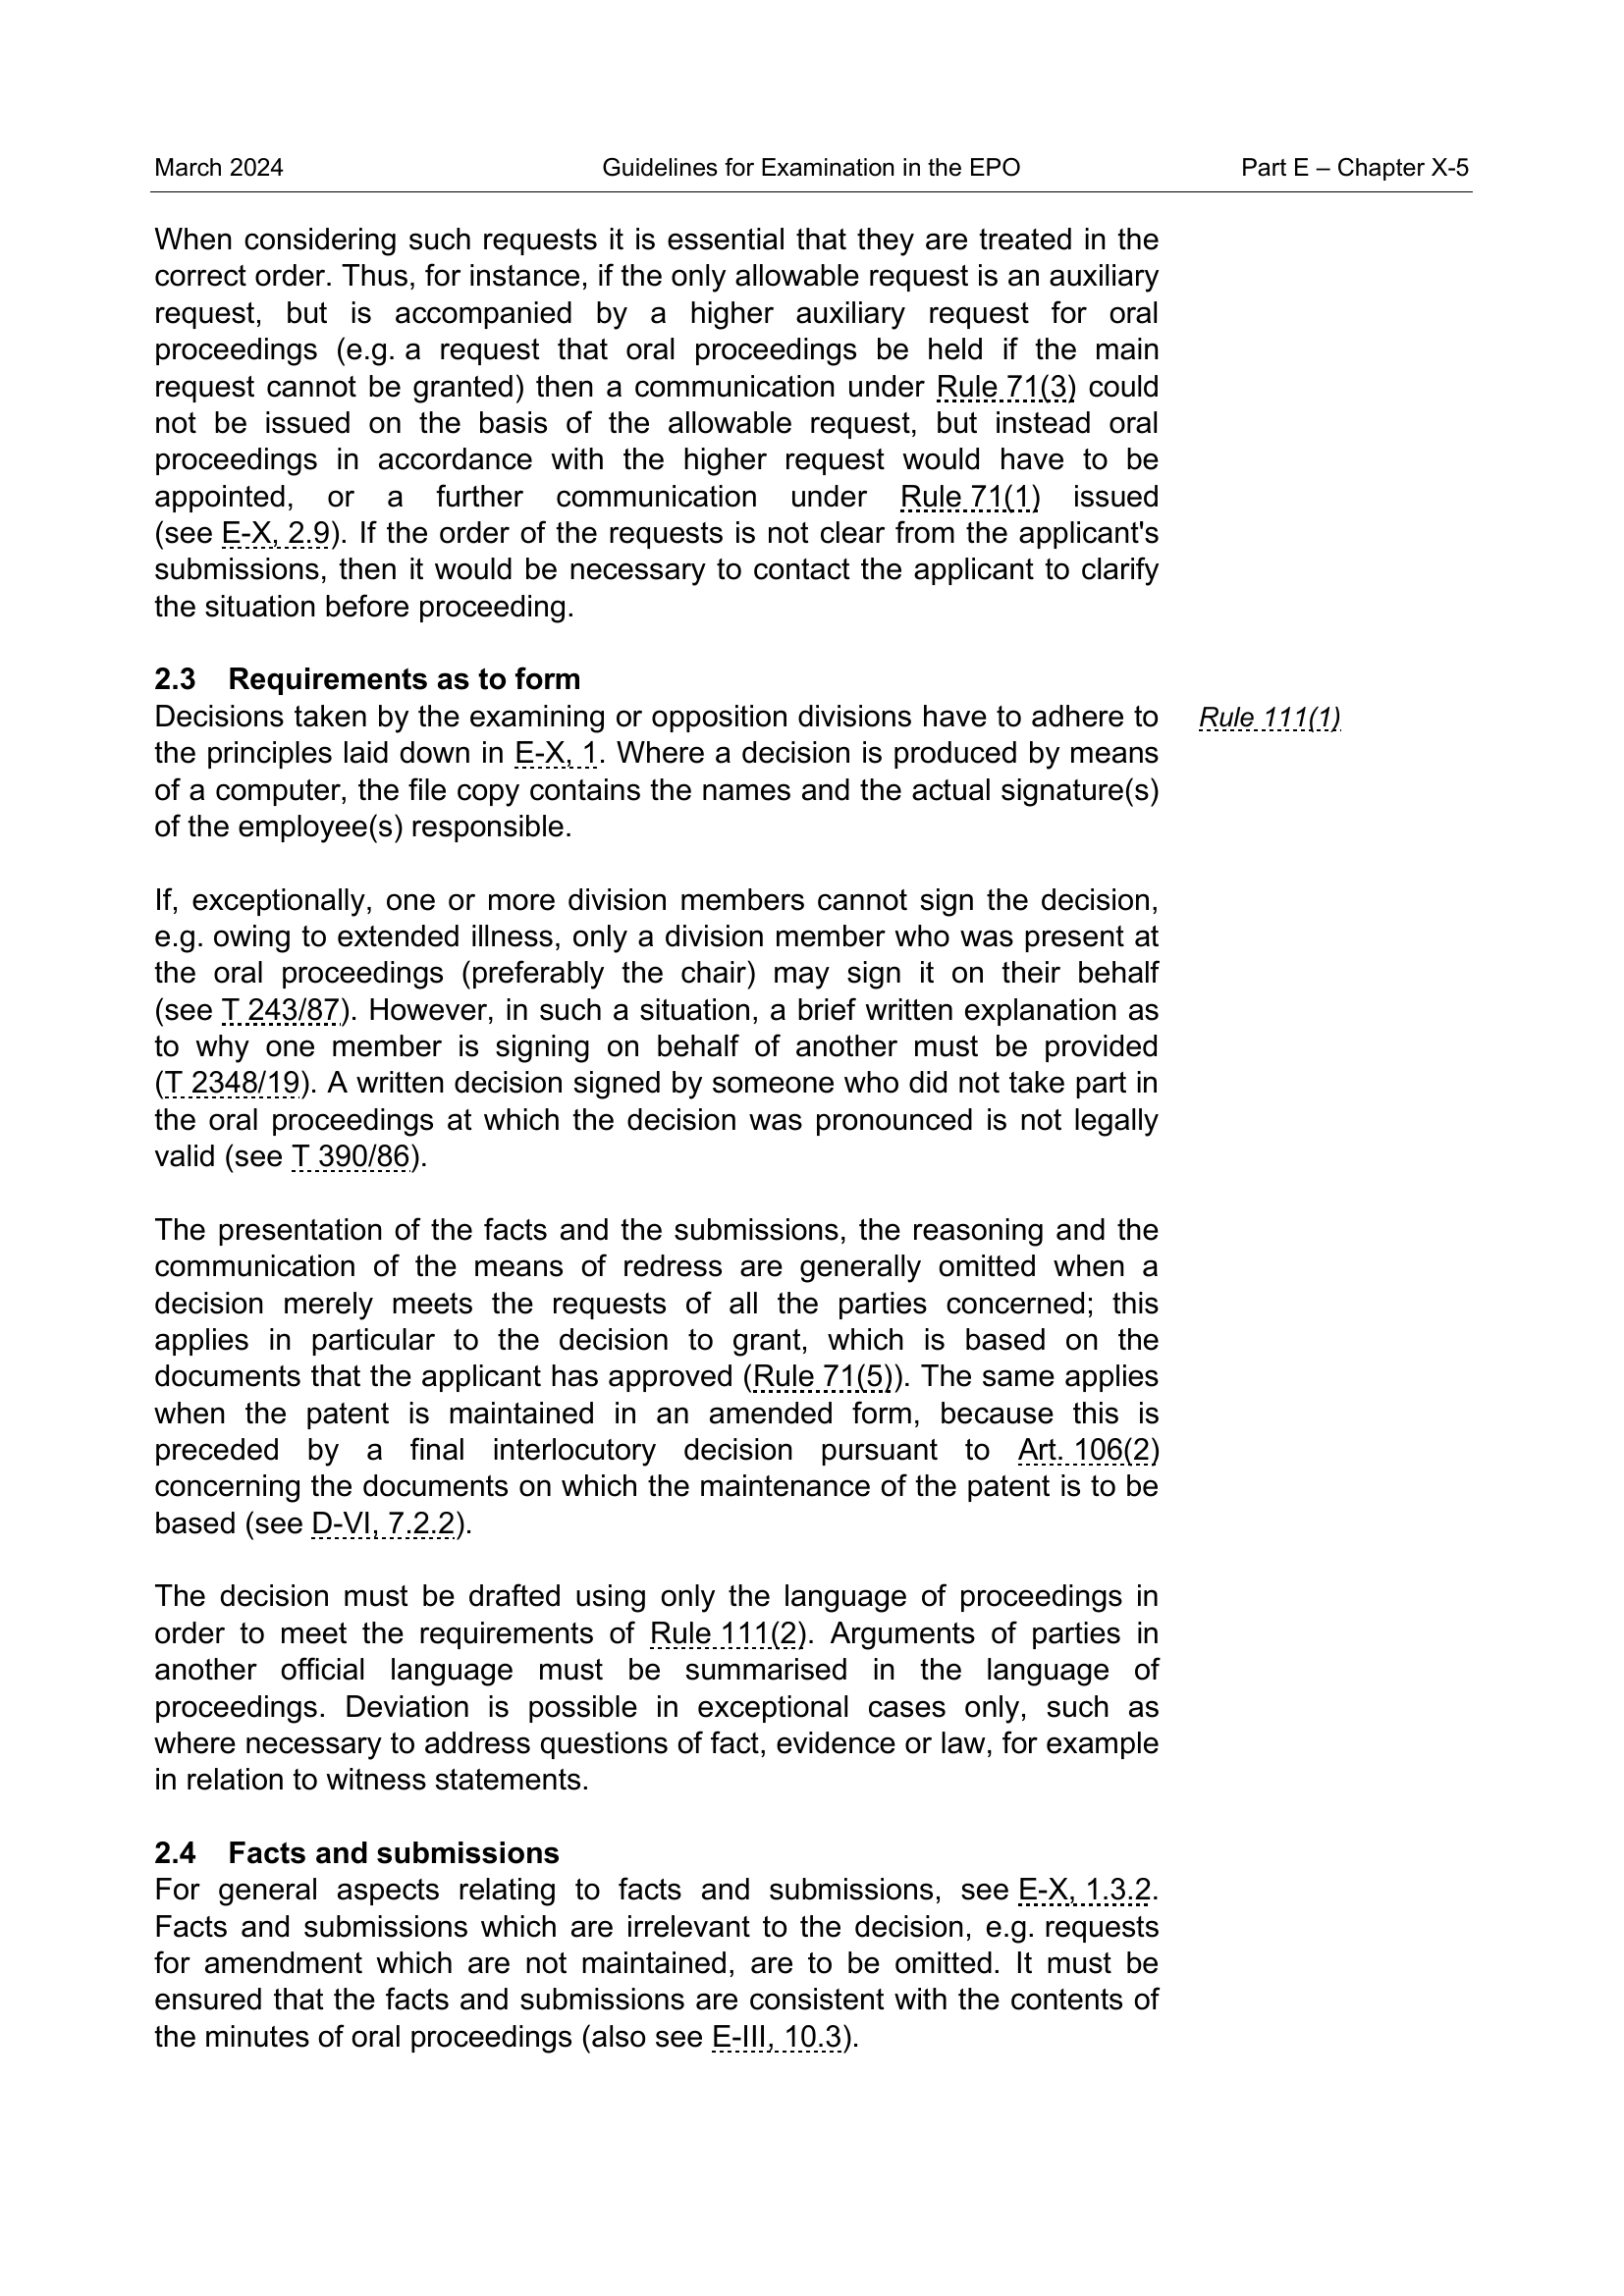 March 2024 Guidelines for Examination in the EPO Part E – Chapter X-5
When considering such requests it is essential that they are treated in the
correct order. Thus, for instance, if the only allowable request is an auxiliary
request, but is accompanied by a higher auxiliary request for oral
proceedings (e.g. a request that oral proceedings be held if the main
request cannot be granted) then a communication under Rule 71(3) could
not be issued on the basis of the allowable request, but instead oral
proceedings in accordance with the higher request would have to be
appointed, or a further communication under Rule 71(1) issued
(see E-X, 2.9). If the order of the requests is not clear from the applicant's
submissions, then it would be necessary to contact the applicant to clarify
the situation before proceeding.
2.3 Requirements as to form
Decisions taken by the examining or opposition divisions have to adhere to Rule 111(1)
the principles laid down in E-X, 1. Where a decision is produced by means
of a computer, the file copy contains the names and the actual signature(s)
of the employee(s) responsible.
If, exceptionally, one or more division members cannot sign the decision,
e.g. owing to extended illness, only a division member who was present at
the oral proceedings (preferably the chair) may sign it on their behalf
(see T 243/87). However, in such a situation, a brief written explanation as
to why one member is signing on behalf of another must be provided
(T 2348/19). A written decision signed by someone who did not take part in
the oral proceedings at which the decision was pronounced is not legally
valid (see T 390/86).
The presentation of the facts and the submissions, the reasoning and the
communication of the means of redress are generally omitted when a
decision merely meets the requests of all the parties concerned; this
applies in particular to the decision to grant, which is based on the
documents that the applicant has approved (Rule 71(5)). The same applies
when the patent is maintained in an amended form, because this is
preceded by a final interlocutory decision pursuant to Art. 106(2)
concerning the documents on which the maintenance of the patent is to be
based (see D-VI, 7.2.2).
The decision must be drafted using only the language of proceedings in
order to meet the requirements of Rule 111(2). Arguments of parties in
another official language must be summarised in the language of
proceedings. Deviation is possible in exceptional cases only, such as
where necessary to address questions of fact, evidence or law, for example
in relation to witness statements.
2.4 Facts and submissions
For general aspects relating to facts and submissions, see E-X, 1.3.2.
Facts and submissions which are irrelevant to the decision, e.g. requests
for amendment which are not maintained, are to be omitted. It must be
ensured that the facts and submissions are consistent with the contents of
the minutes of oral proceedings (also see E-III, 10.3).